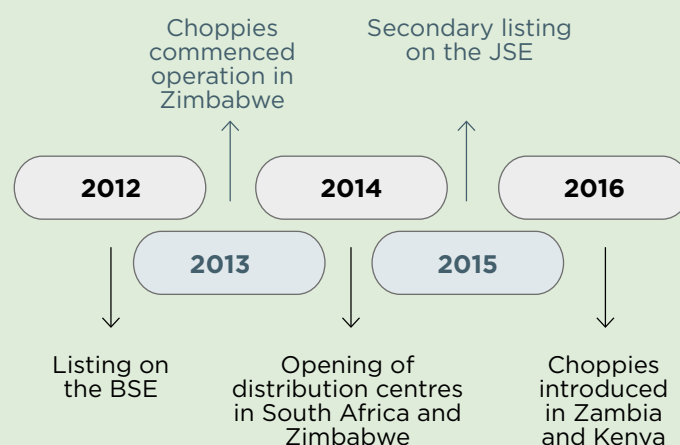 Choppies
commenced
operation in
Zimbabwe
Secondary listing
on the JSE
2012
2014
2016
2013
2015
Listing on
the BSE
Opening of
distribution centres
in South Africa and
Zimbabwe
Choppies
introduced
in Zambia
and Kenya